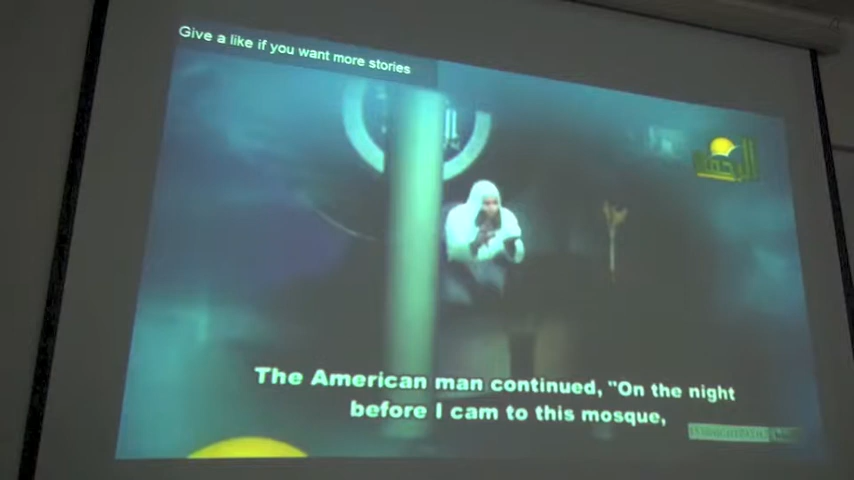 Give a like if you want more stories
الرحمة
The American man continued, "On the night
before I cam to this mosque,